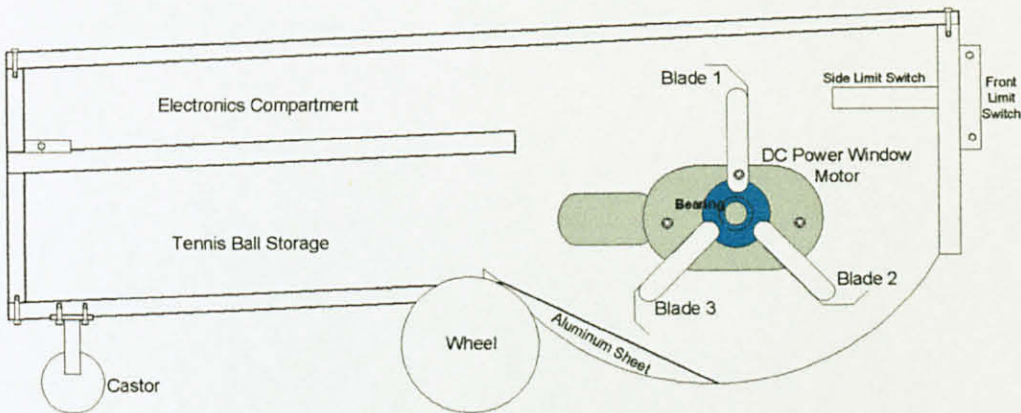 Blade 1
Side Limit Switch
Front
Limit
Switch
Electronics Compartment
DC Power Window
Motor
Bearing
Tennis Ball Storage
Blade 2
Blade 3
Aluminum Sheet
Wheel
Castor